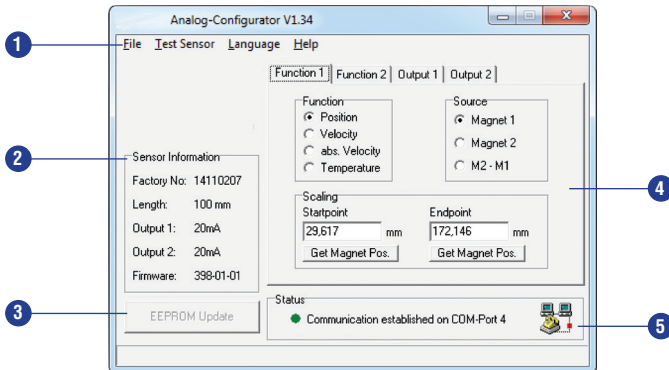 Analog-Configurator V1.34
1
File Test Sensor Language Help
Function 1 Function 2 Output 1 Output 2
Function
Position
Velocity
abs. Velocity
Temperature
Source
Magnet 1
Magnet 2
M2 - M1
2
Sensor Information
Factory No: 14110207
Length: 100 mm
Output 1: 20mA
Output 2: 20mA
Firmware: 398-01-01
Scaling
Startpoint
29,617 mm
Get Magnet Pos.
Endpoint
172,146 mm
Get Magnet Pos.
4
3
EEPROM Update
Status
Communication established on COM-Port 4
5